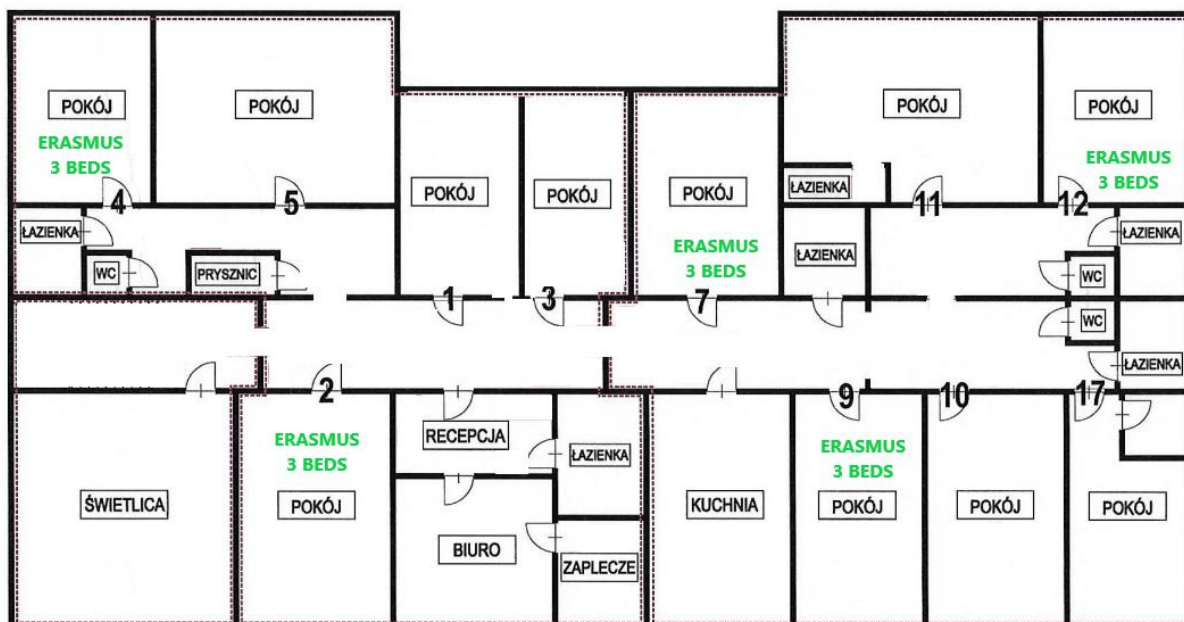 POKÓJ
ERASMUS
3 BEDS
POKÓJ
POKÓJ
POKÓJ
POKÓJ
ERASMUS
3 BEDS
POKÓJ
POKÓJ
ERASMUS
3 BEDS
4
5
ŁAZIENKA
11
12
ŁAZIENKA
WC
PRYSZNIC
ŁAZIENKA
ŁAZIENKA
WC
1
3
7
WC
ŁAZIENKA
2
9
10
17
ERASMUS
3 BEDS
POKÓJ
RECEPCJA
ŁAZIENKA
ERASMUS
3 BEDS
POKÓJ
ŚWIETLICA
KUCHNIA
POKÓJ
POKÓJ
BIURO
ZAPLECZE